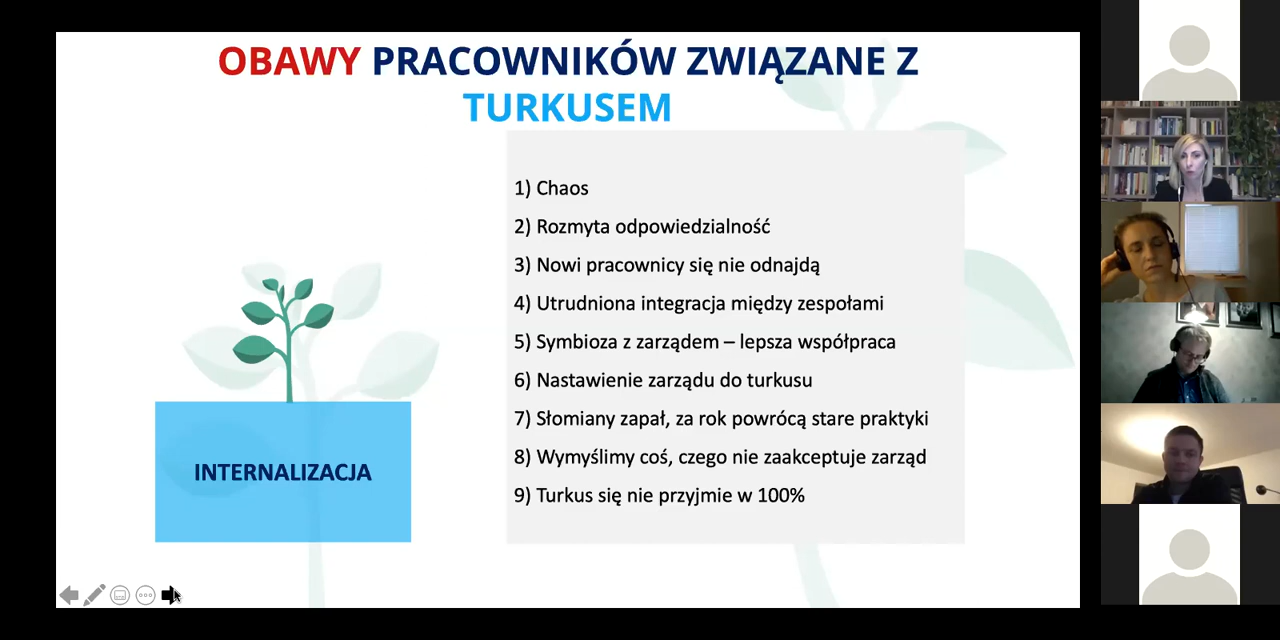 OBAWY PRACOWNIKÓW ZWIĄZANE Z
TURKUSEM
1) Chaos
2) Rozmyta odpowiedzialność
3) Nowi pracownicy się nie odnajdą
4) Utrudniona integracja między zespołami
5) Symbioza z zarządem – lepsza współpraca
6) Nastawienie zarządu do turkusu
7) Słomiany zapał, za rok powrócą stare praktyki
8) Wymyślimy coś, czego nie zaakceptuje zarząd
9) Turkus się nie przyjmie w 100%
INTERNALIZACJA